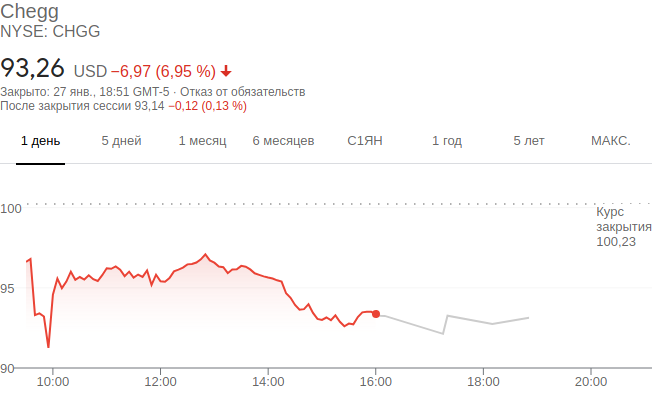 Chegg
NYSE: CHGG
93,26 USD −6,97 (6,95 %)
Закрыто: 27 янв., 18:51 GMT-5 · Отказ от обязательств
После закрытия сессии 93,14 −0,12 (0,13 %)
1 день 5 дней 1 месяц 6 месяцев С1ЯН 1 год 5 лет МАКС.
100
Курс
закрытия
100,23
95
90
10:00 12:00 14:00 16:00 18:00 20:00